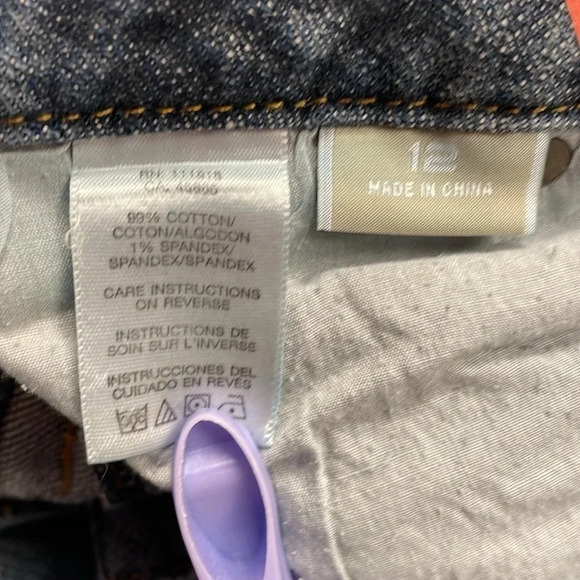 99% COTTON/
COTON/ALGODON
1% SPANDEX/
SPANDEX/SPANDEX
CARE INSTRUCTIONS
ON REVERSE
INSTRUCTIONS DE
SOIN SUR L'INVERSE
INSTRUCCIONES DEL
CUIDADO EN REVÉS
12
MADE IN CHINA